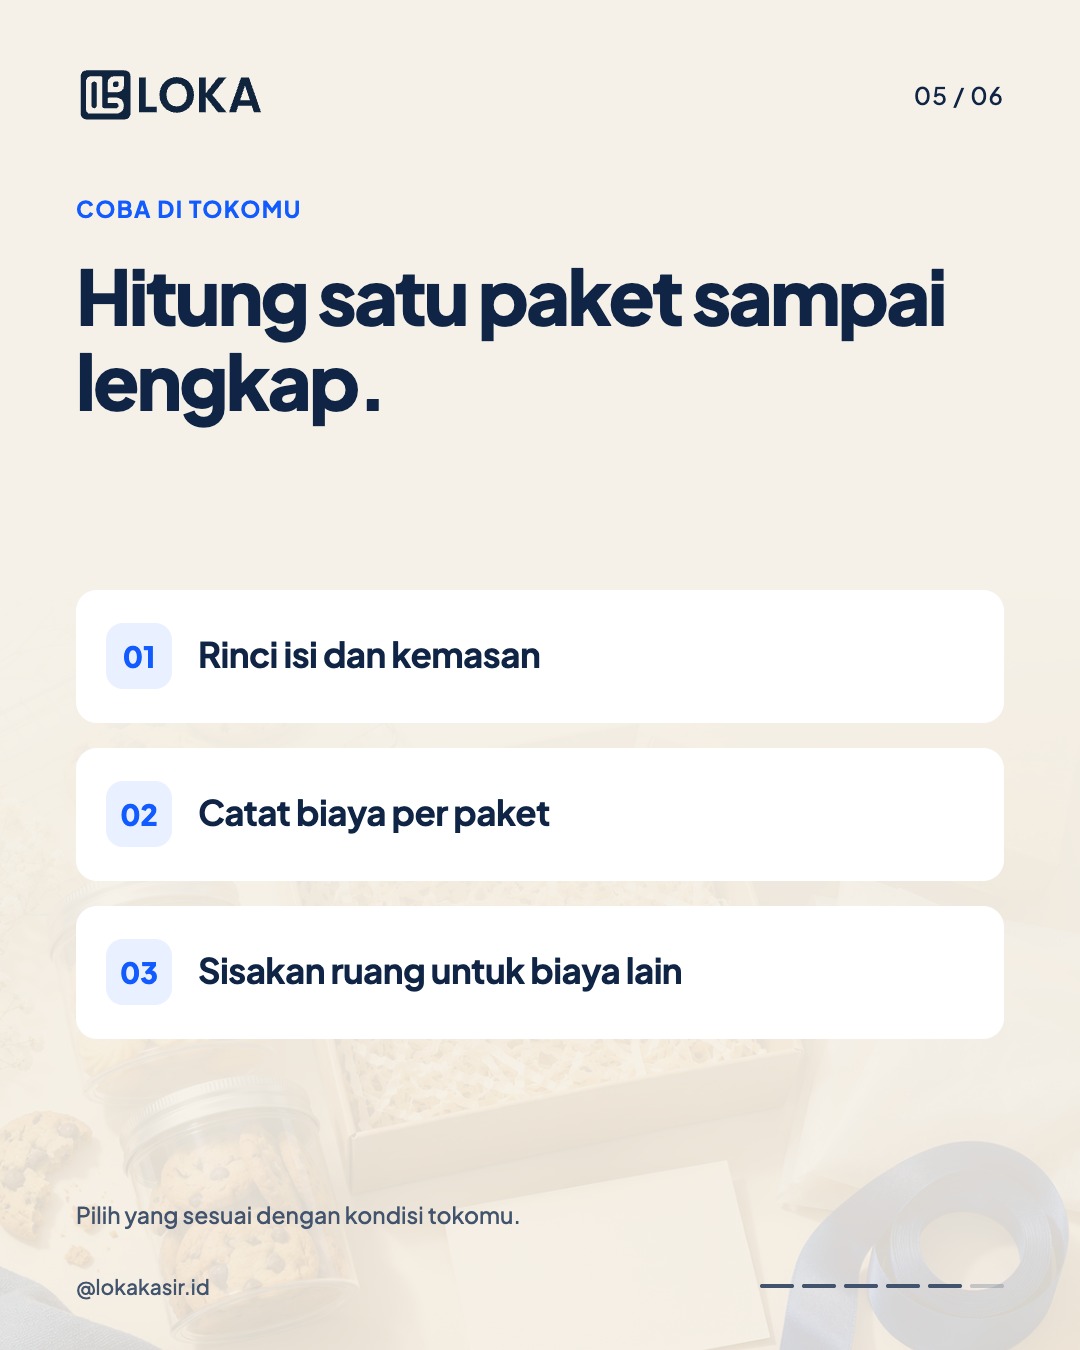 LOKA
05 / 06
COBA DI TOKOMU
Hitung satu paket sampai
lengkap.
01 Rinci isi dan kemasan
02 Catat biaya per paket
03 Sisakan ruang untuk biaya lain
Pilih yang sesuai dengan kondisi tokomu.
@lokakasir.id